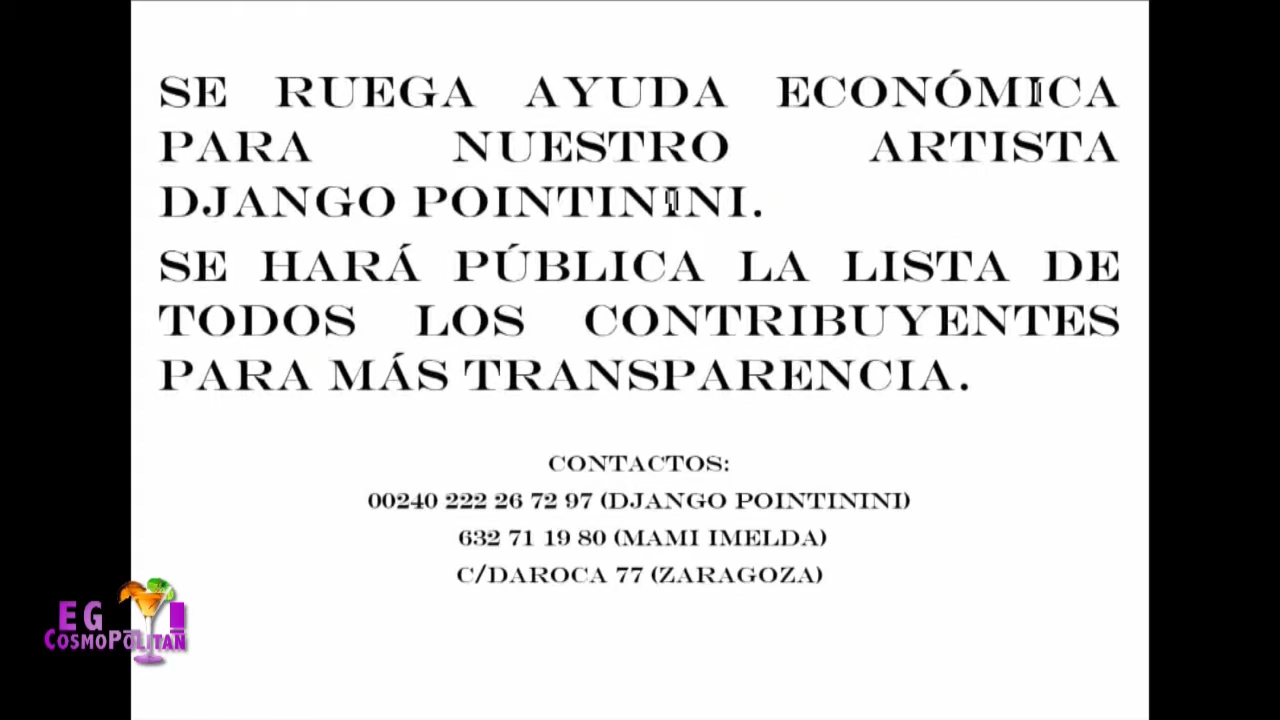 SE RUEGA AYUDA ECONÓMICA
PARA NUESTRO ARTISTA
DJANGO POINTININI.
SE HARÁ PÚBLICA LA LISTA DE
TODOS LOS CONTRIBUYENTES
PARA MÁS TRANSPARENCIA.
CONTACTOS:
00240 222 26 72 97 (DJANGO POINTININI)
632 71 19 80 (MAMI IMELDA)
C/DAROCA 77 (ZARAGOZA)
EG
COSMOPOLITAN